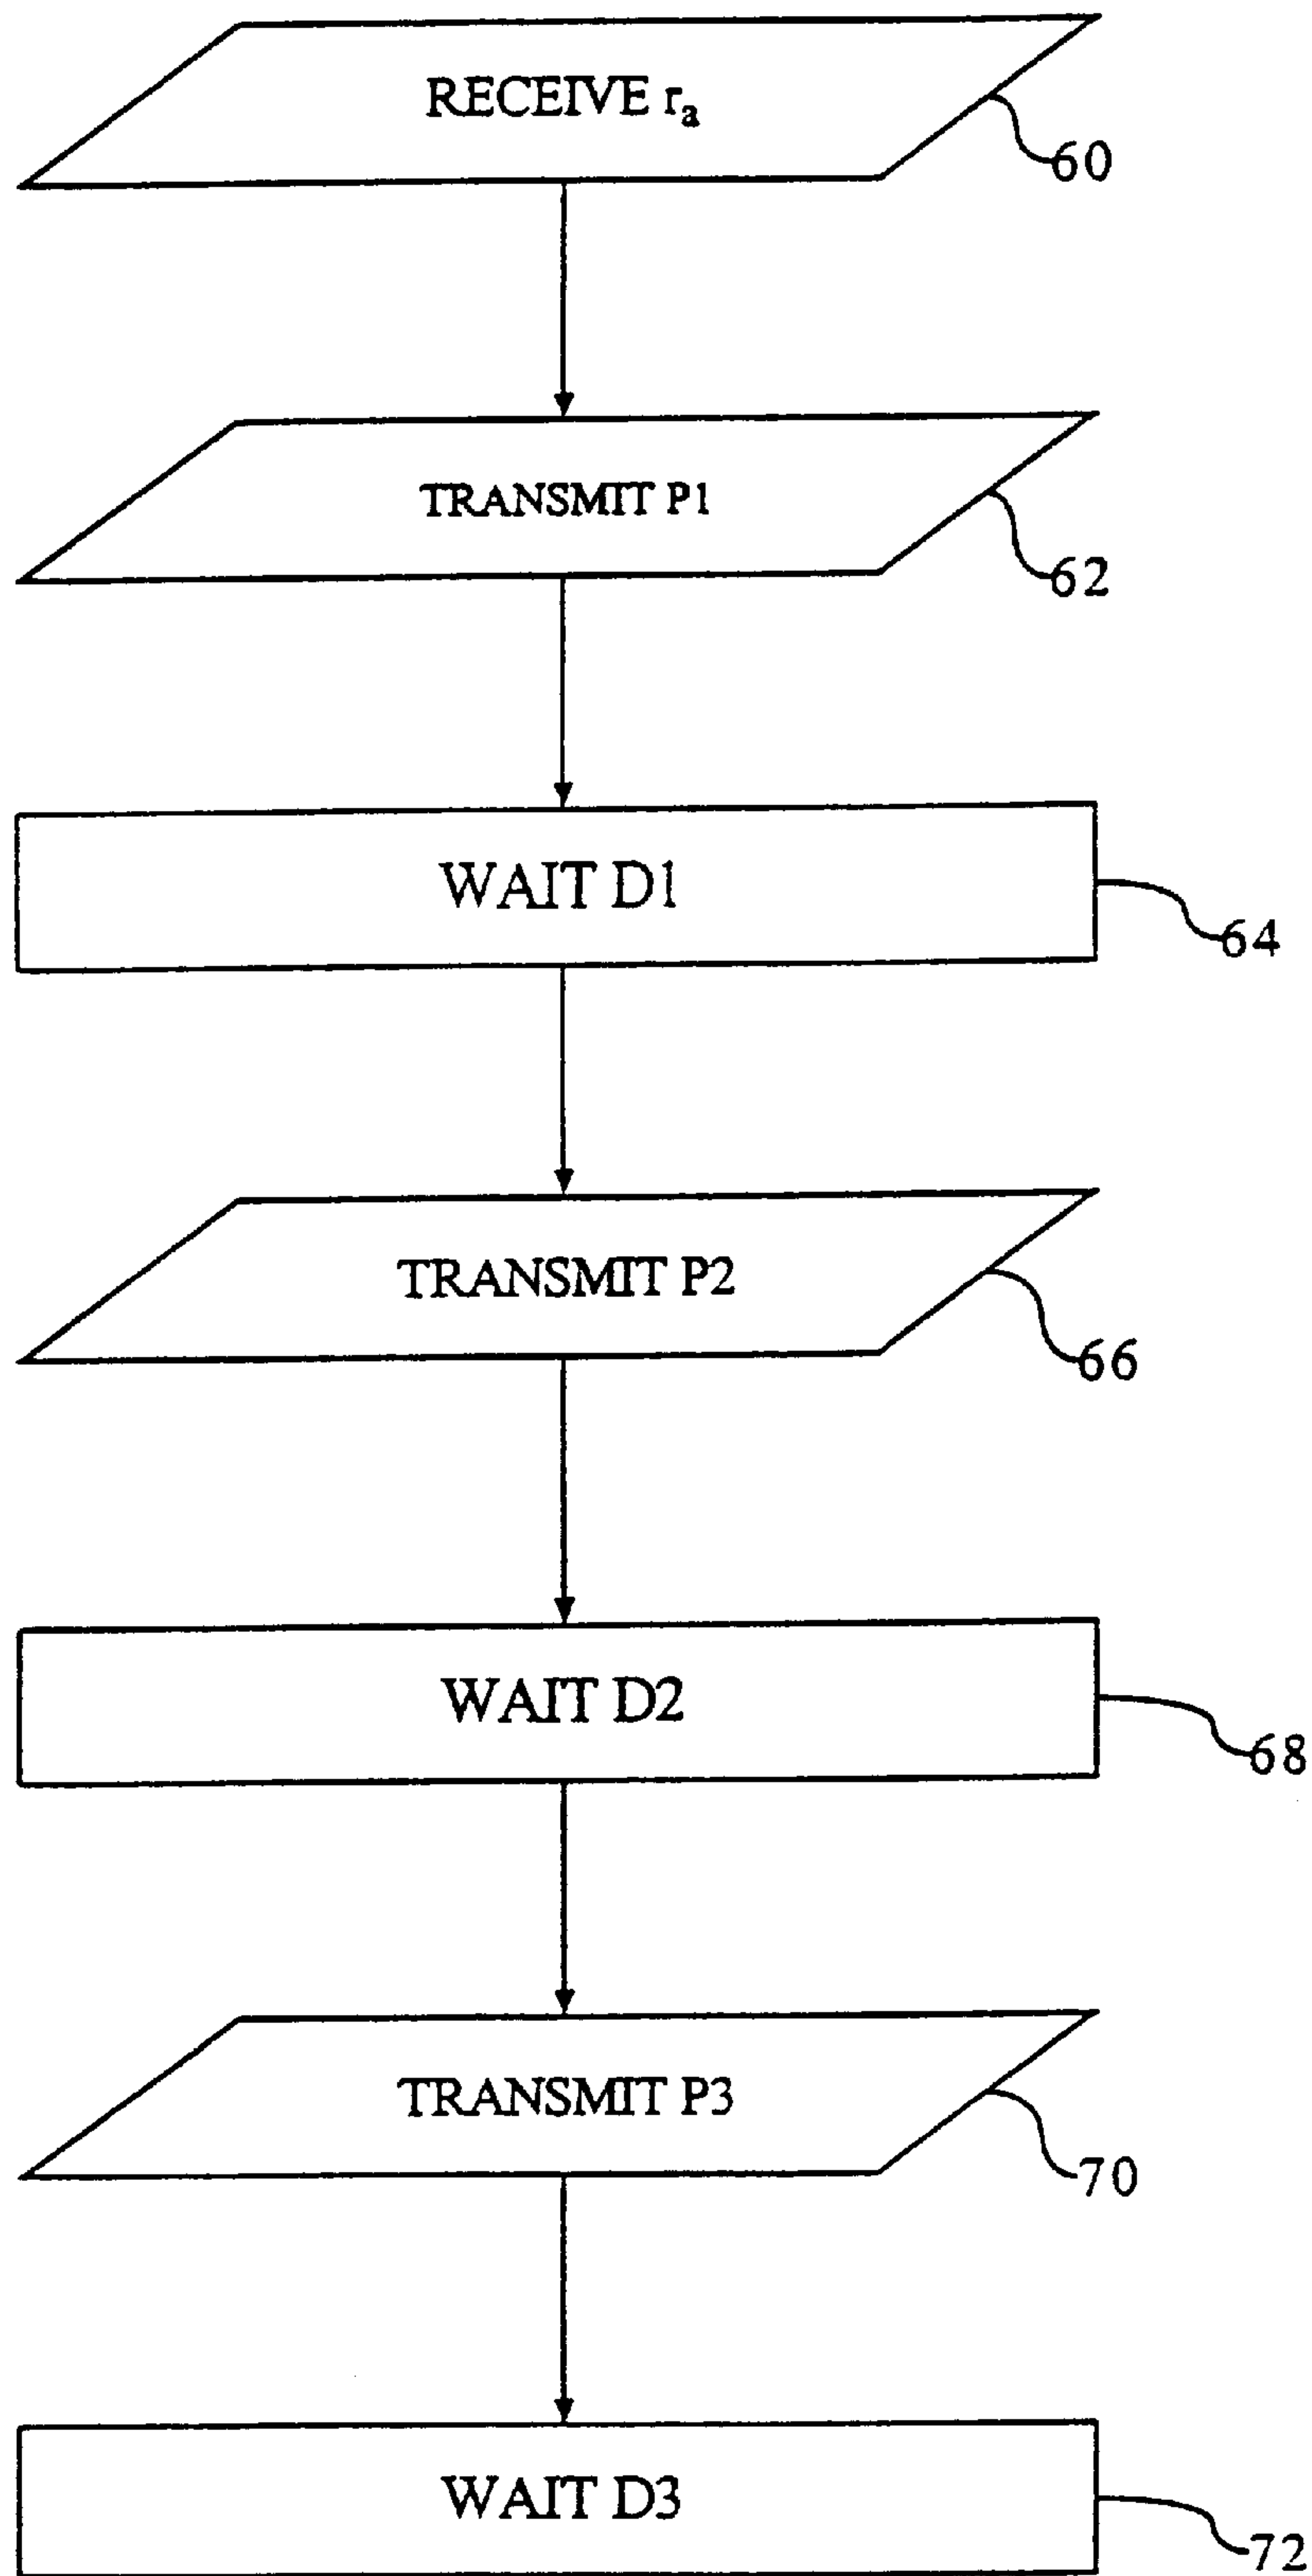 RECEIVE rₐ
60
TRANSMIT P1
62
WAIT D1
64
TRANSMIT P2
66
WAIT D2
68
TRANSMIT P3
70
WAIT D3
72